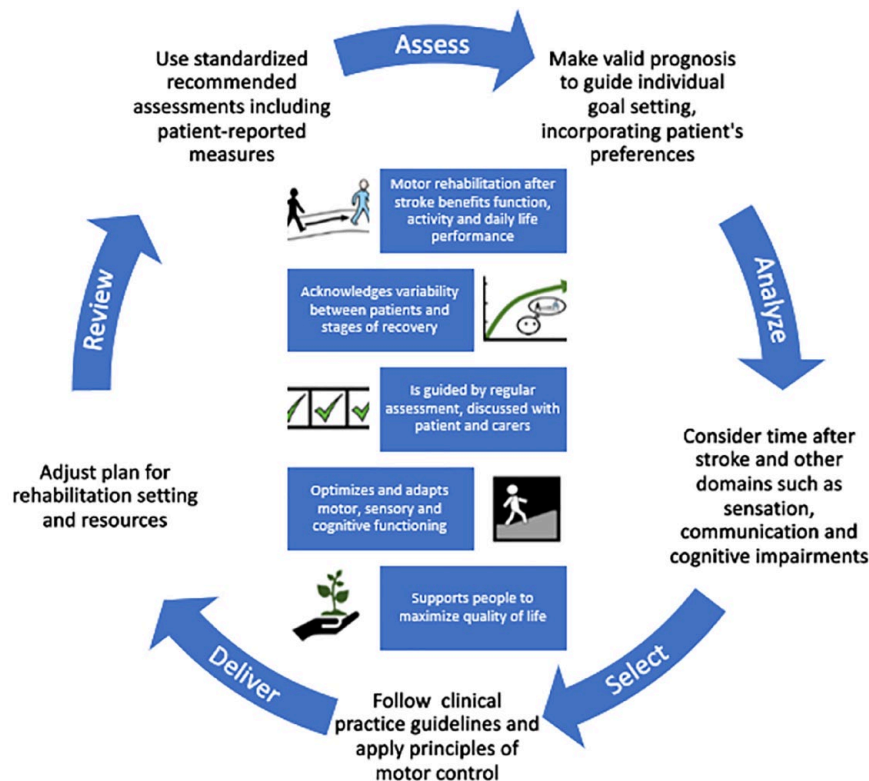 Assess
Use standardized
recommended
assessments including
patient-reported
measures
Make valid prognosis
to guide individual
goal setting,
incorporating patient's
preferences
Motor rehabilitation after
stroke benefits function,
activity and daily life
performance
Analyze
Review
Acknowledges variability
between patients and
stages of recovery
Is guided by regular
assessment, discussed with
patient and carers
Consider time after
stroke and other
domains such as
sensation,
communication and
cognitive impairments
Adjust plan for
rehabilitation setting
and resources
Optimizes and adapts
motor, sensory and
cognitive functioning
Supports people to
maximize quality of life
Select
Deliver
Follow clinical
practice guidelines and
apply principles of
motor control